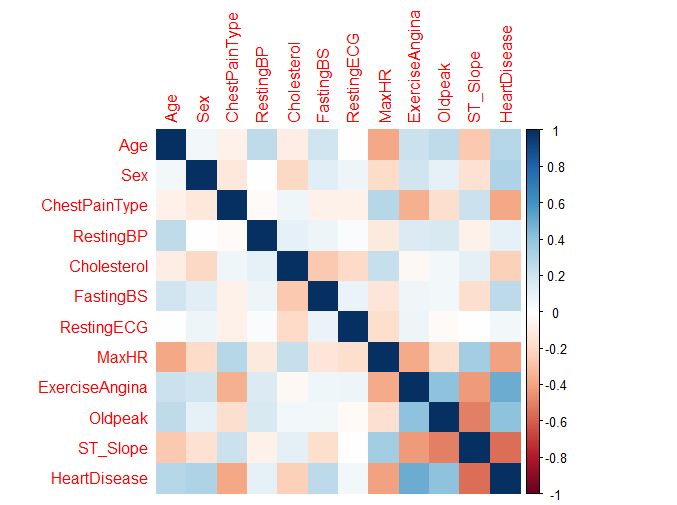 Age
Sex
ChestPainType
RestingBP
Cholesterol
FastingBS
RestingECG
MaxHR
ExerciseAngina
Oldpeak
ST_Slope
HeartDisease
Age
Sex
ChestPainType
RestingBP
Cholesterol
FastingBS
RestingECG
MaxHR
ExerciseAngina
Oldpeak
ST_Slope
HeartDisease
1
0.8
0.6
0.4
0.2
0
-0.2
-0.4
-0.6
-0.8
-1